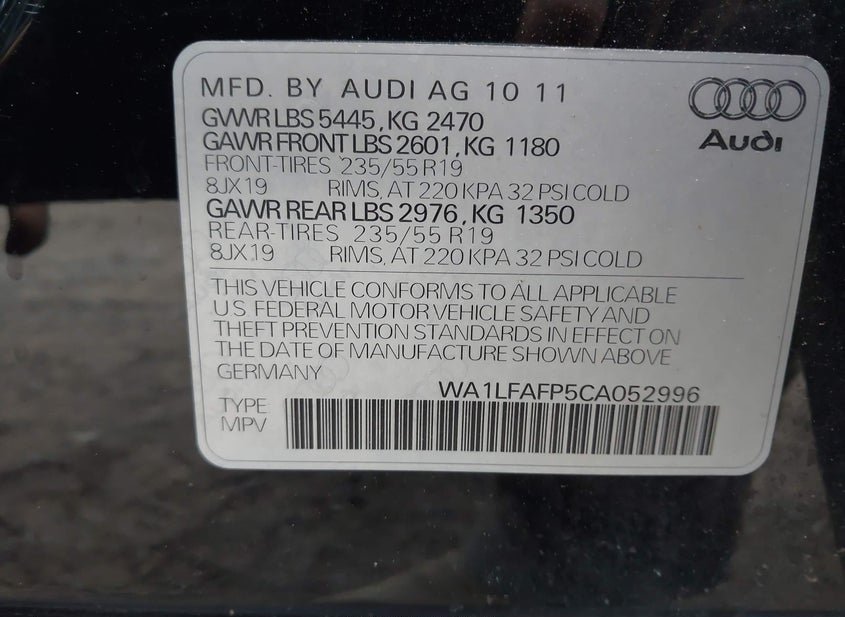 MFD. BY AUDI AG 10 11
GVWR LBS 5445, KG 2470
GAWR FRONT LBS 2601, KG 1180
FRONT-TIRES 235/55 R19
8JX19 RIMS, AT 220 KPA 32 PSI COLD
GAWR REAR LBS 2976, KG 1350
REAR-TIRES 235/55 R19
8JX19 RIMS, AT 220 KPA 32 PSI COLD
Audi
THIS VEHICLE CONFORMS TO ALL APPLICABLE
U.S. FEDERAL MOTOR VEHICLE SAFETY AND
THEFT PREVENTION STANDARDS IN EFFECT ON
THE DATE OF MANUFACTURE SHOWN ABOVE
GERMANY
WA1LFAFP5CA052996
TYPE
MPV